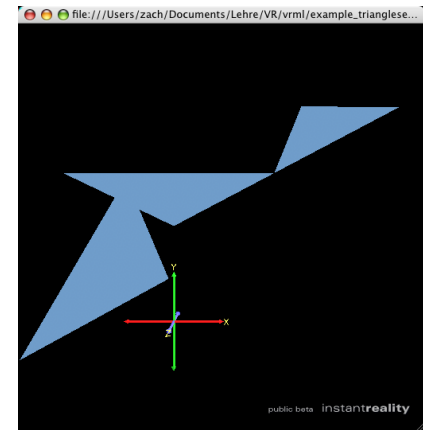 file:///Users/zach/Documents/Lehre/VR/vrml/example_trianglese...
Y
X
Z
public beta instantreality